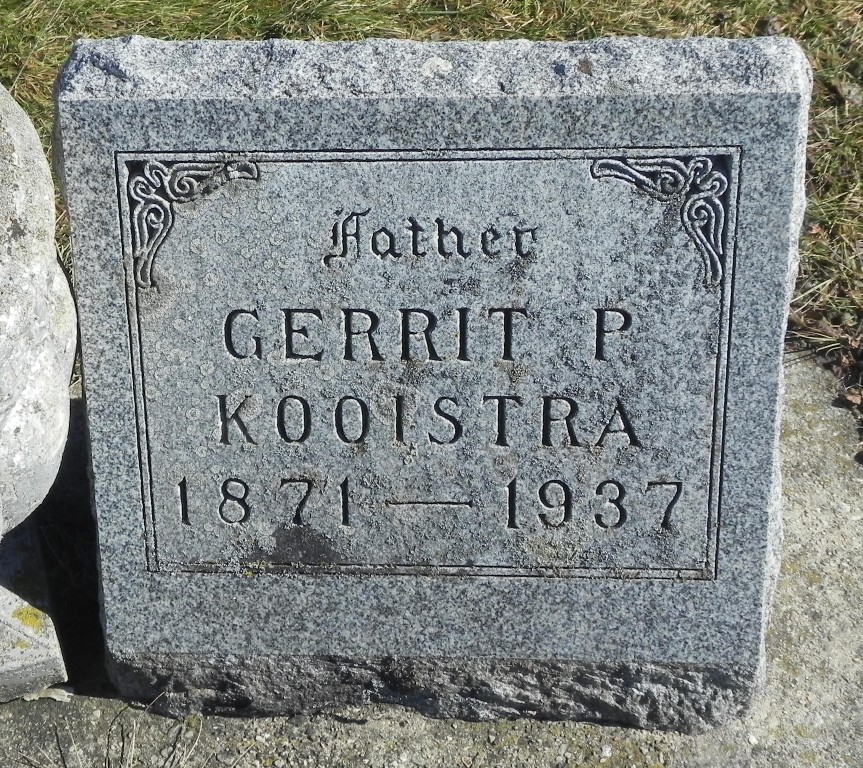 Father
GERRIT P.
KOOISTRA
1871 — 1937